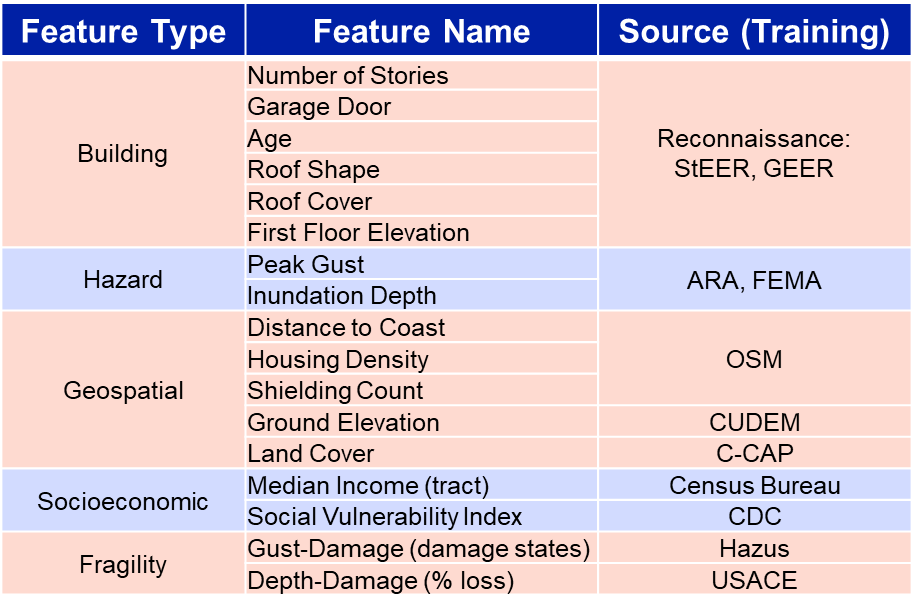 Feature Type Feature Name Source (Training)
Building
Number of Stories
Garage Door
Age
Roof Shape
Roof Cover
First Floor Elevation
Reconnaissance:
StEER, GEER
Hazard
Peak Gust
Inundation Depth
ARA, FEMA
Geospatial
Distance to Coast
Housing Density
Shielding Count
OSM
Ground Elevation CUDEM
Land Cover C-CAP
Socioeconomic
Median Income (tract) Census Bureau
Social Vulnerability Index CDC
Fragility
Gust-Damage (damage states) Hazus
Depth-Damage (% loss) USACE